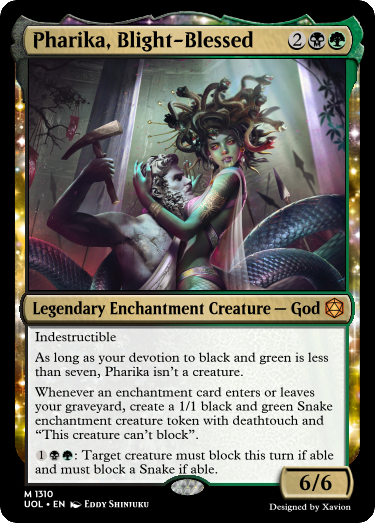 Pharika, Blight-Blessed 2
Legendary Enchantment Creature — God
Indestructible
As long as your devotion to black and green is less
than seven, Pharika isn't a creature.
Whenever an enchantment card enters or leaves
your graveyard, create a 1/1 black and green Snake
enchantment creature token with deathtouch and
"This creature can't block".
1 : Target creature must block this turn if able
and must block a Snake if able.
6/6
M 1310
UOL • EN Eddy Shinjuku
Designed by Xavion